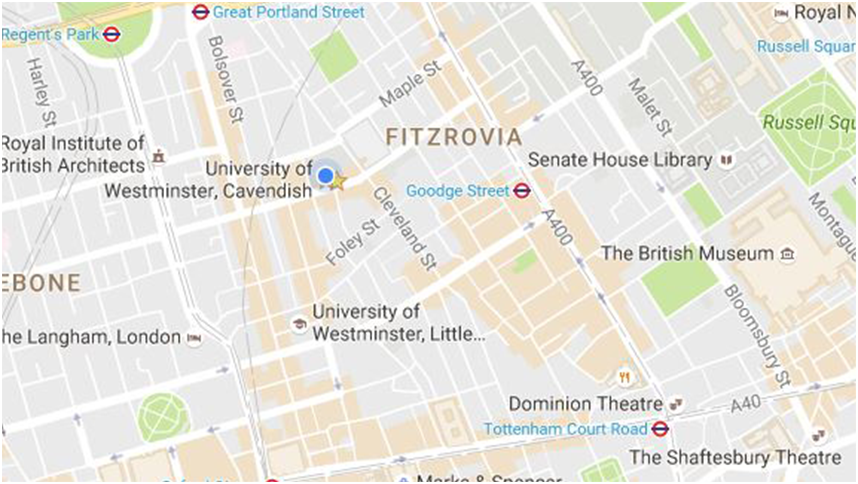 Great Portland Street
Royal N
Regent's Park
Russell Squar
Harley St
Bolsover St
Maple St
A400
Malet St
Russell Squ
FITZROVIA
Royal Institute of
British Architects
University of
Westminster, Cavendish
Senate House Library
Goodge Street
Cleveland St
Foley St
A400
Montague
The British Museum
EBONE
University of
Westminster, Little...
he Langham, London
Bloomsbury St
Dominion Theatre
A40
Tottenham Court Road
The Shaftesbury Theatre
Marks & Spencer